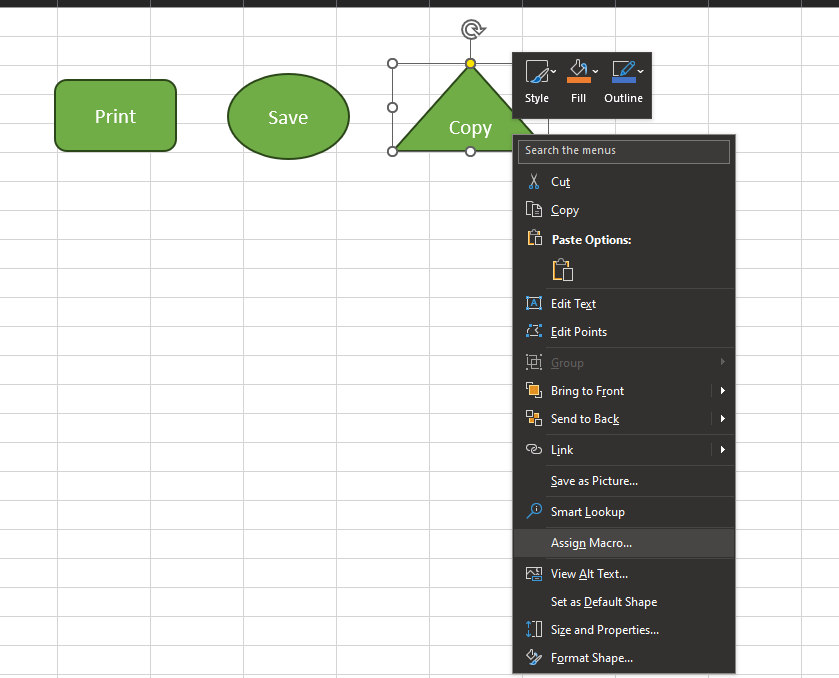 Print
Save
Copy
Style
Fill
Outline
Search the menus
Cut
Copy
Paste Options:
A
Edit Text
Edit Points
Group
Bring to Front
Send to Back
Link
Save as Picture...
Smart Lookup
Assign Macro...
View Alt Text...
Set as Default Shape
Size and Properties...
Format Shape...